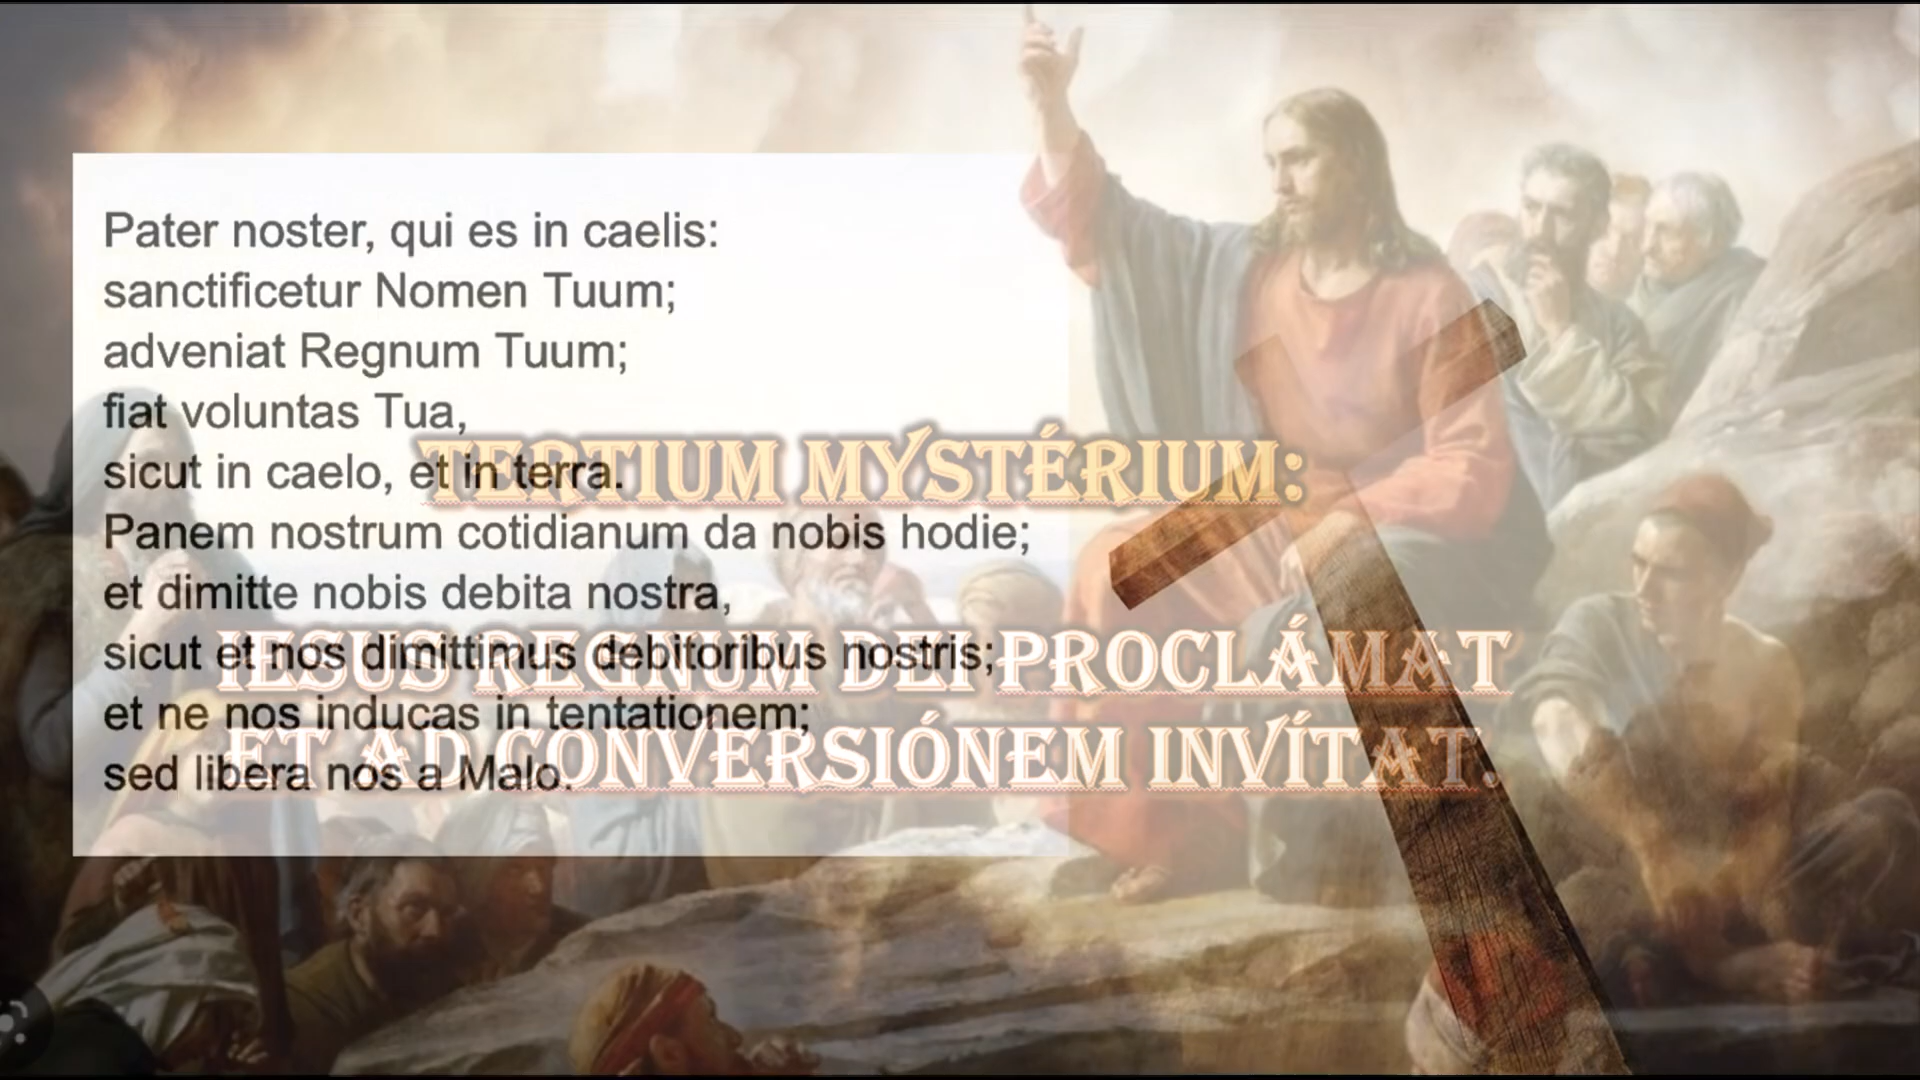 Pater noster, qui es in caelis:
sanctificetur Nomen Tuum;
adveniat Regnum Tuum;
fiat voluntas Tua,
sicut in caelo, et in terra.
Panem nostrum cotidianum da nobis hodie;
et dimitte nobis debita nostra,
sicut et nos dimittimus debitoribus nostris;
et ne nos inducas in tentationem;
sed libera nos a Malo.
TERTIUM MYSTÉRIUM:
IESUS REGNUM DEI PROCLÁMAT
ET AD CONVERSIÓNEM INVÍTAT.